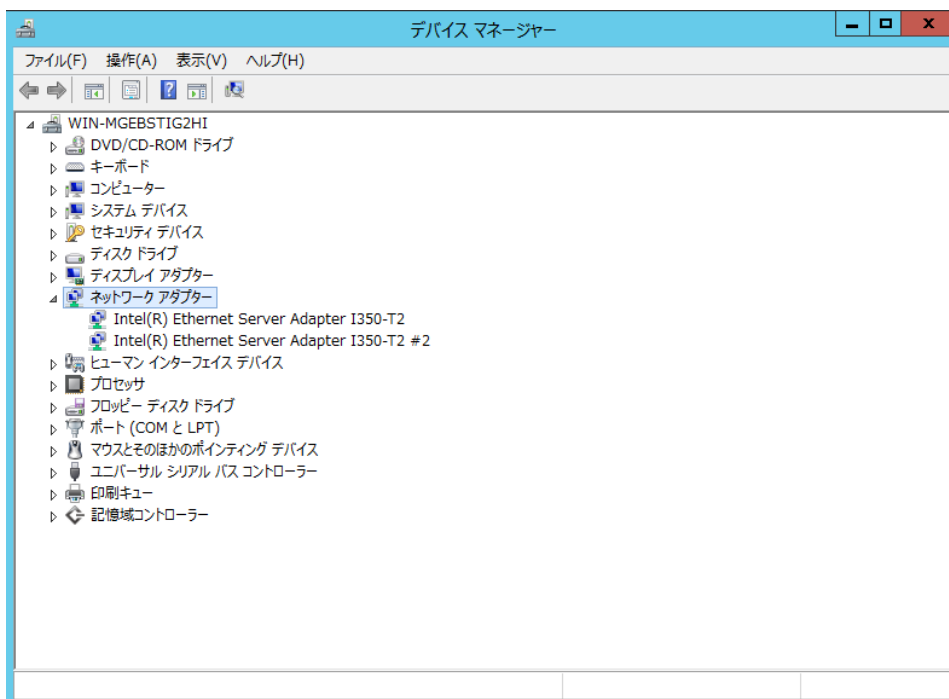 デバイス マネージャー
ファイル(F) 操作(A) 表示(V) ヘルプ(H)
WIN-MGEBSTIG2HI
DVD/CD-ROM ドライブ
キーボード
コンピューター
システム デバイス
セキュリティ デバイス
ディスク ドライブ
ディスプレイ アダプター
ネットワーク アダプター
Intel(R) Ethernet Server Adapter I350-T2
Intel(R) Ethernet Server Adapter I350-T2 #2
ヒューマン インターフェイス デバイス
プロセッサ
フロッピー ディスク ドライブ
ポート (COM と LPT)
マウスとそのほかのポインティング デバイス
ユニバーサル シリアル バス コントローラー
印刷キュー
記憶域コントローラー